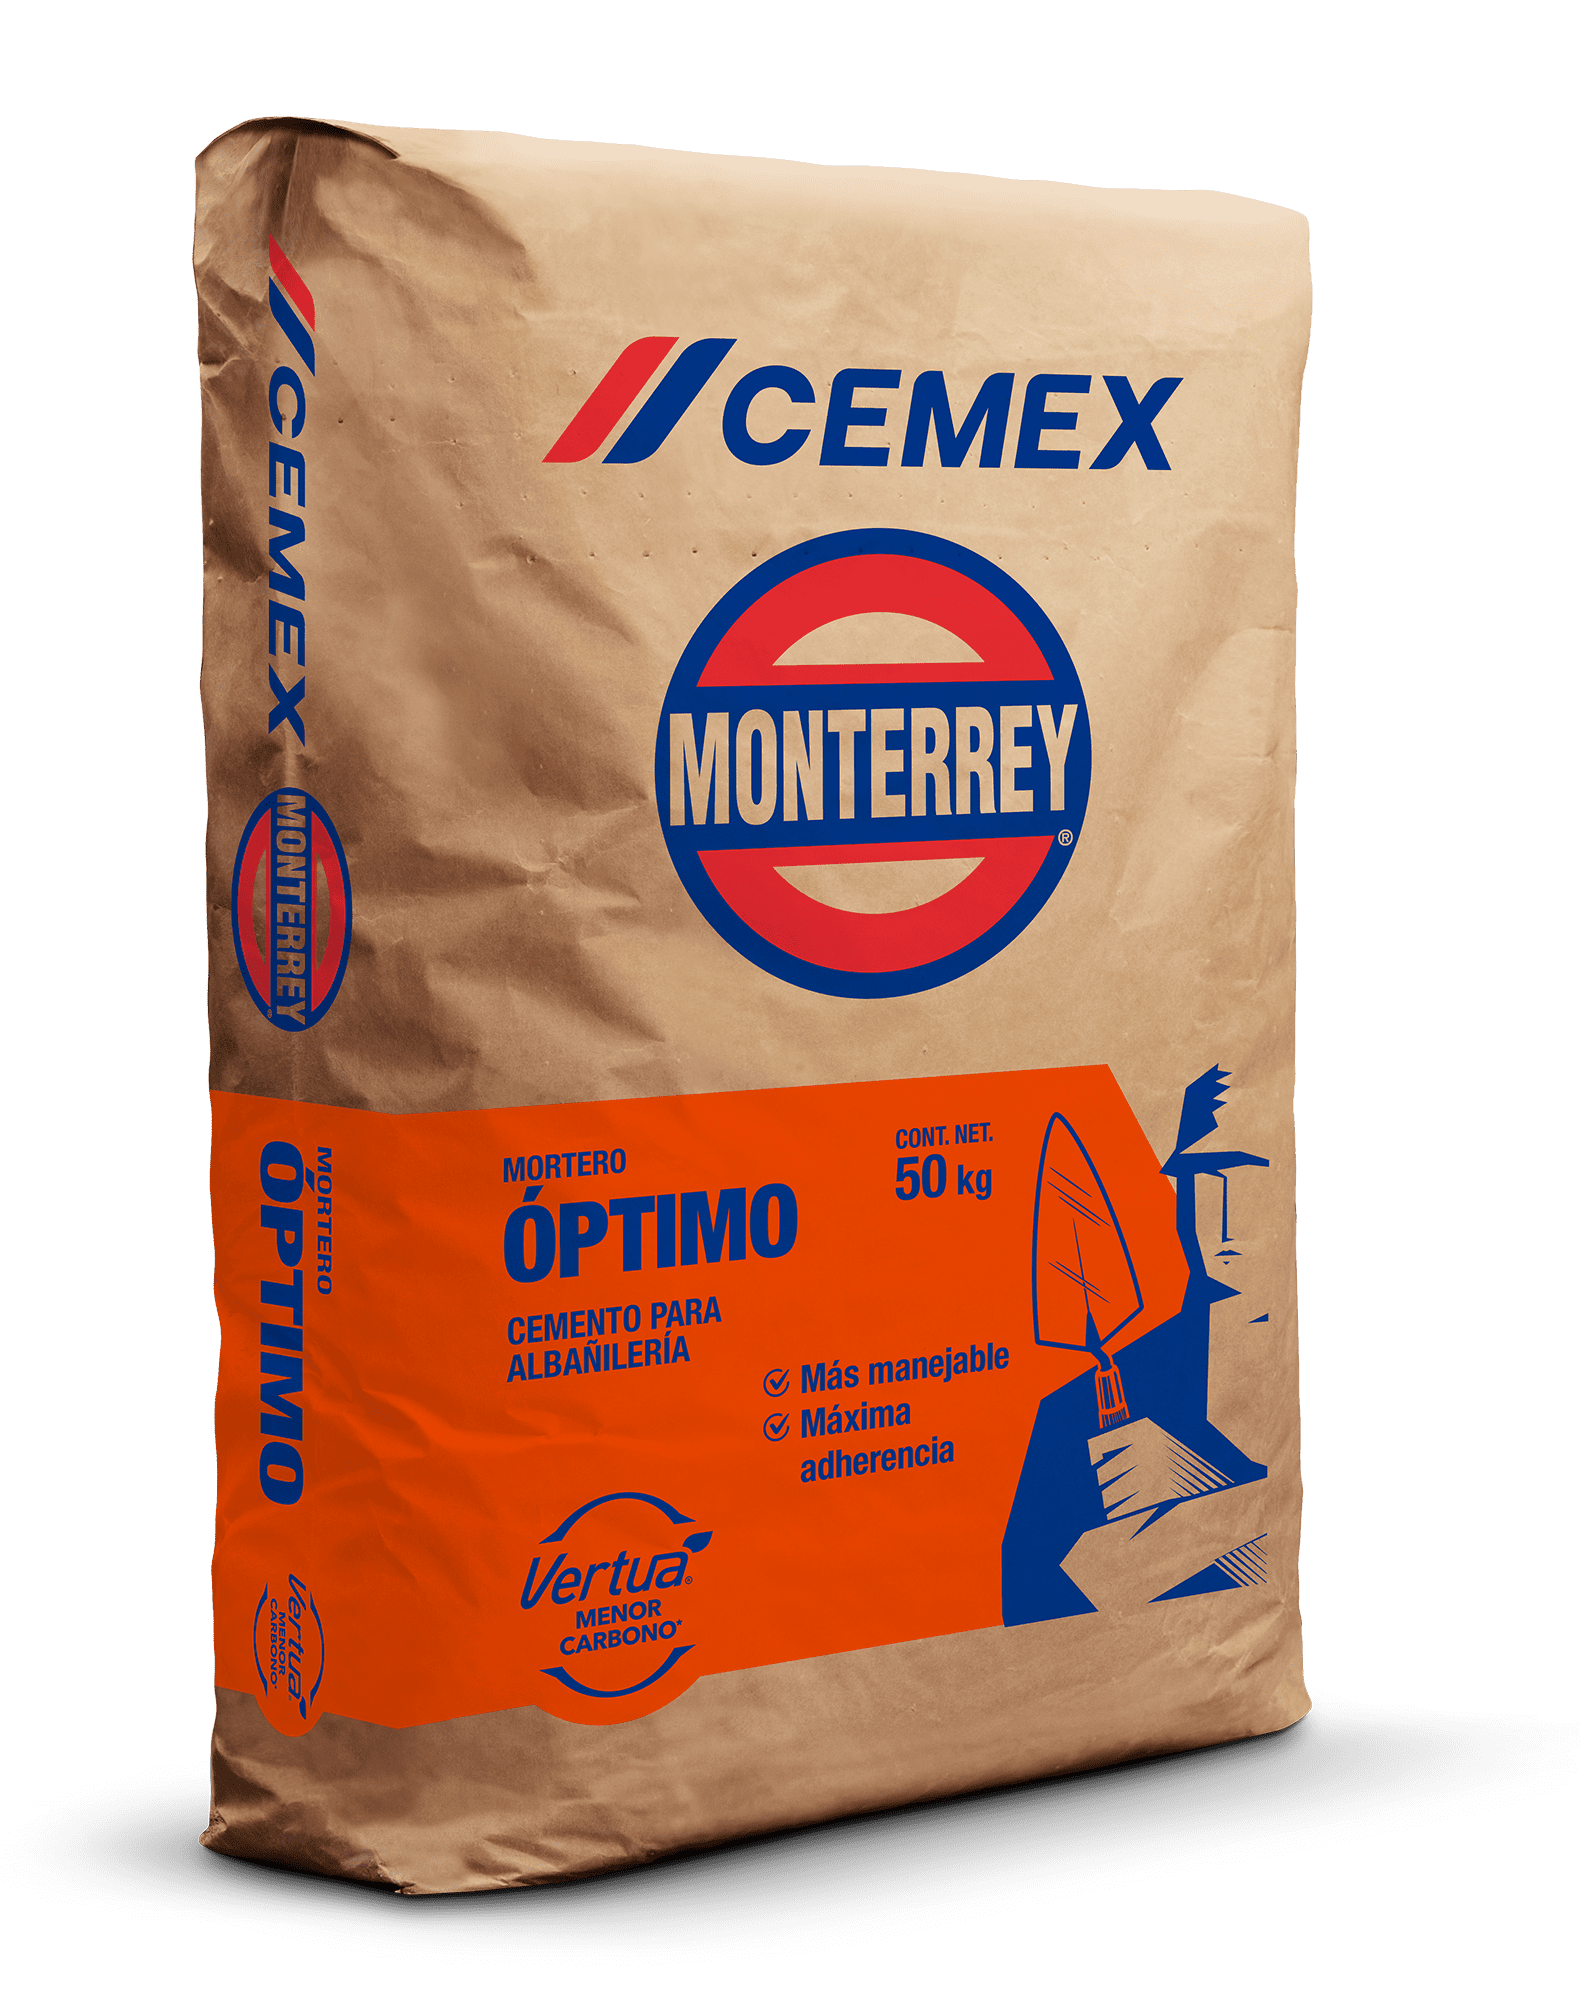 CEMEX
MONTERREY
®
MORTERO
ÓPTIMO
CEMENTO PARA
ALBAÑILERÍA
CONT. NET.
50 kg
Más manejable
Máxima
adherencia
Vertua®
MENOR
CARBONO*
CEMEX
MONTERREY
®
MORTERO
ÓPTIMO
Vertua®
MENOR
CARBONO*